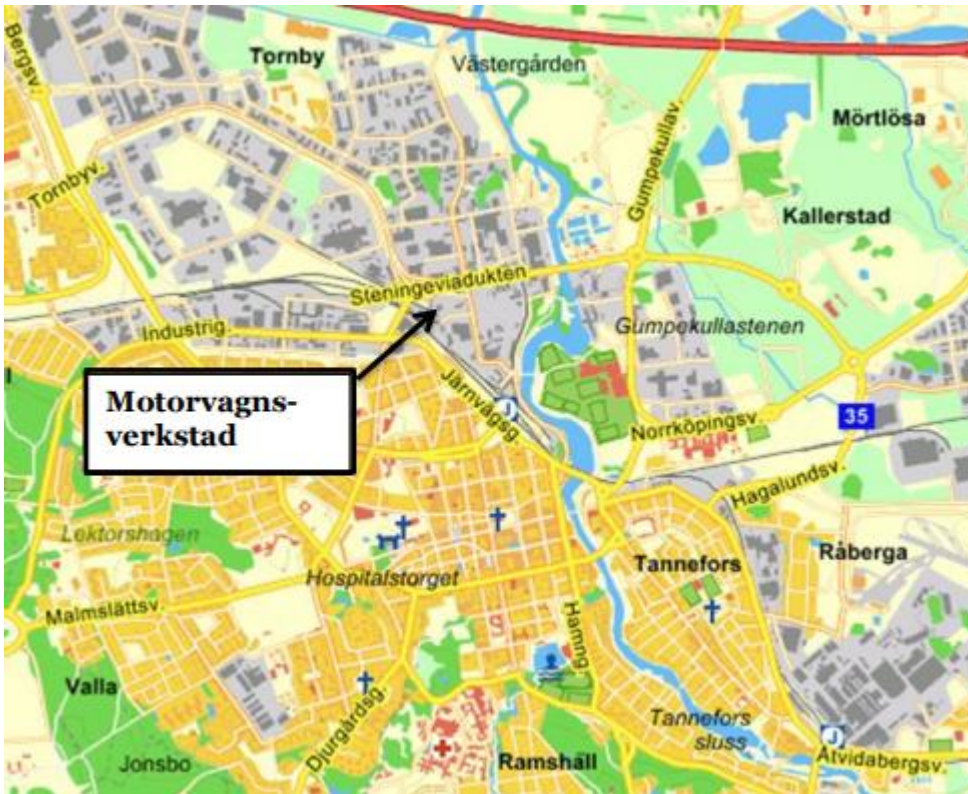 Bergsv.
Tornby
Västergården
Gumpekullav.
Mörtlösa
Tornbyv.
Kallerstad
Steningeviadukten
Industrig.
Gumpekullastenen
Motorvagns-
verkstad
Järnvägsg.
J
35
Norrköpingsv.
Hagalundsv.
Lektorshagen
Hospitalstorget
Tannefors
Råberga
Malmslättsv.
Hamng.
Valla
Djurgårdsg.
Tannefors
sluss
J
Jonsbo
Ramshäll
Åtvidabergsv.